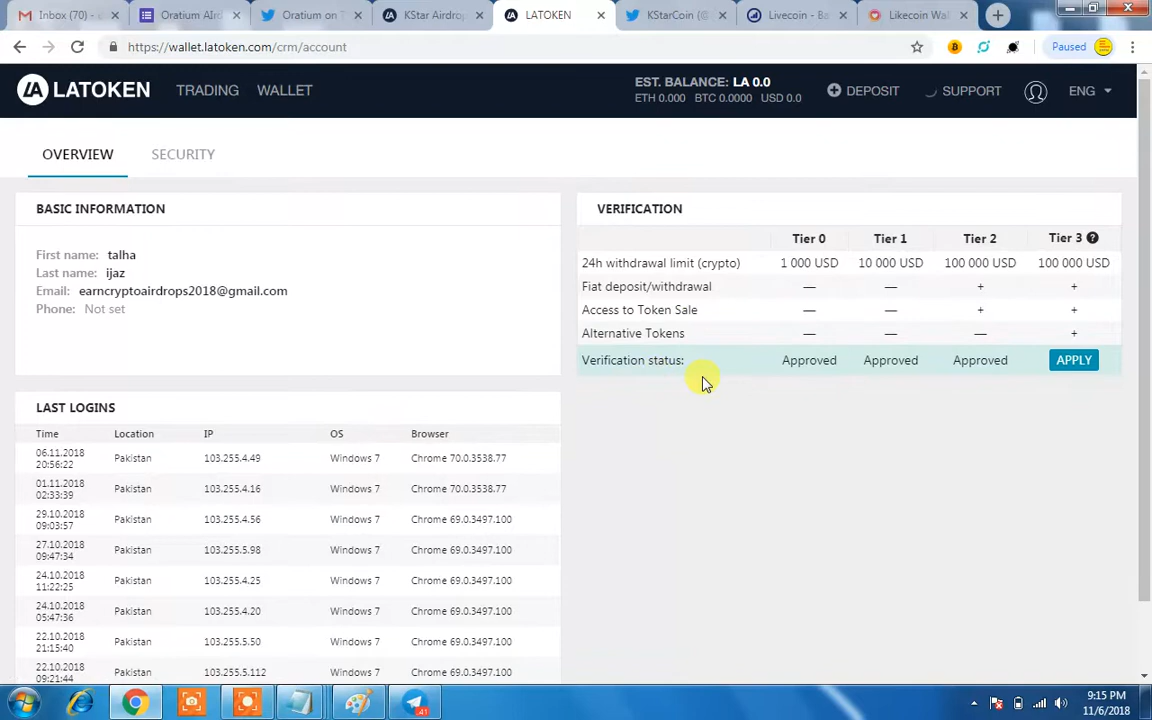 Inbox (70) -
Oratium AIrd
Oratium on T
KStar Airdrop
LATOKEN
KStarCoin (@
Livecoin - Ba
Likecoin Wal
https://wallet.latoken.com/crm/account
Paused
LATOKEN
TRADING
WALLET
EST. BALANCE: LA 0.0
ETH 0.000 BTC 0.0000 USD 0.0
DEPOSIT
SUPPORT
ENG
OVERVIEW
SECURITY
BASIC INFORMATION
First name: talha
Last name: ijaz
Email: earncryptoairdrops2018@gmail.com
Phone: Not set
VERIFICATION
Tier 0 Tier 1 Tier 2 Tier 3 ?
24h withdrawal limit (crypto) 1 000 USD 10 000 USD 100 000 USD 100 000 USD
Fiat deposit/withdrawal — — + +
Access to Token Sale — — + +
Alternative Tokens — — — +
Verification status: Approved Approved Approved APPLY
LAST LOGINS
Time Location IP OS Browser
06.11.2018
20:56:22
Pakistan 103.255.4.49 Windows 7 Chrome 70.0.3538.77
01.11.2018
02:33:39
Pakistan 103.255.4.16 Windows 7 Chrome 70.0.3538.77
29.10.2018
09:03:57
Pakistan 103.255.4.56 Windows 7 Chrome 69.0.3497.100
27.10.2018
09:47:34
Pakistan 103.255.5.98 Windows 7 Chrome 69.0.3497.100
24.10.2018
11:22:25
Pakistan 103.255.4.25 Windows 7 Chrome 69.0.3497.100
24.10.2018
05:47:36
Pakistan 103.255.4.20 Windows 7 Chrome 69.0.3497.100
22.10.2018
21:15:40
Pakistan 103.255.5.50 Windows 7 Chrome 69.0.3497.100
22.10.2018
09:21:44
Pakistan 103.255.5.112 Windows 7 Chrome 69.0.3497.100
41
9:15 PM
11/6/2018